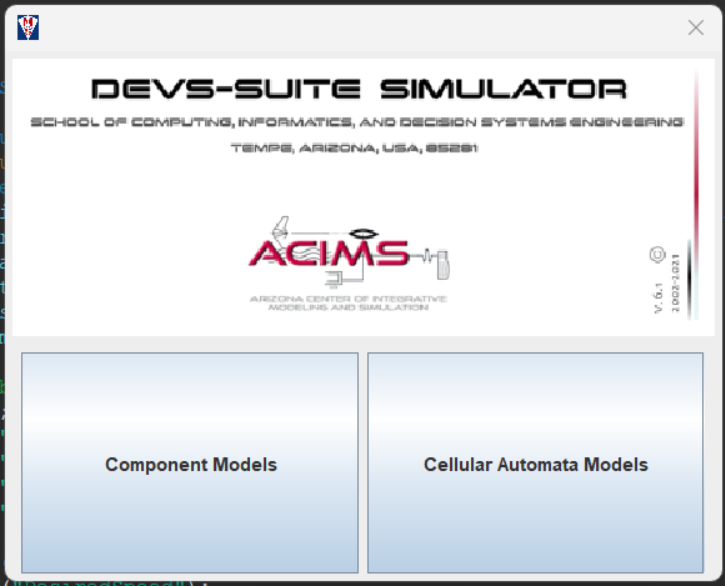 DEVS-SUITE SIMULATOR
SCHOOL OF COMPUTING, INFORMATICS, AND DECISION SYSTEMS ENGINEERING
TEMPE, ARIZONA, USA, 85281
ACIMS
ARIZONA CENTER OF INTEGRATIVE
MODELING AND SIMULATION
V. 6.1 ©
2002-2021
Component Models
Cellular Automata Models
("DesiredSpeed");